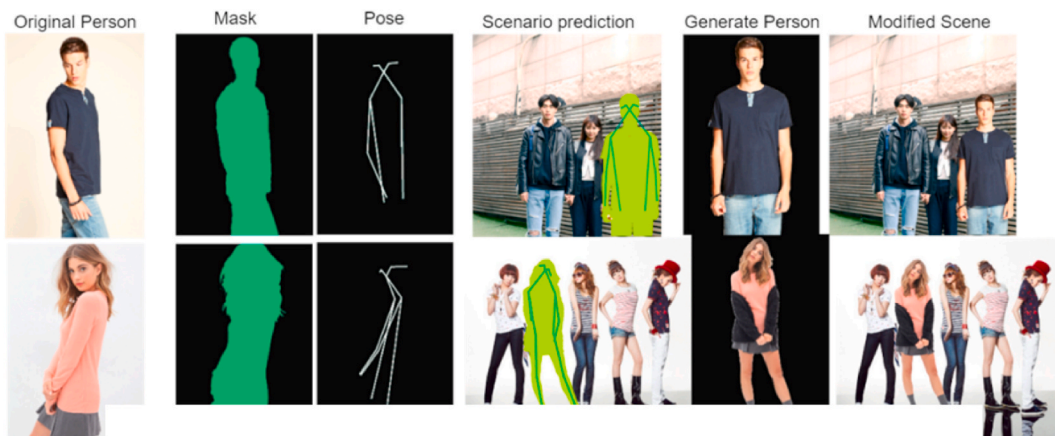 Original Person
Mask
Pose
Scenario prediction
Generate Person
Modified Scene